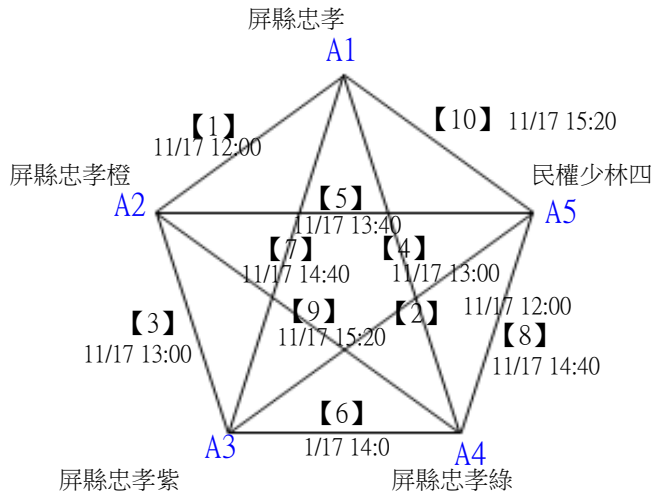 屏縣忠孝
A1
【1】
11/17 12:00
【10】 11/17 15:20
屏縣忠孝橙
A2
民權少林四
A5
【5】
11/17 13:40
【7】
11/17 14:40
【4】
11/17 13:00
【9】
11/17 15:20
【2】
11/17 12:00
【3】
11/17 13:00
【8】
11/17 14:40
【6】
1/17 14:0
A3
A4
屏縣忠孝紫
屏縣忠孝綠